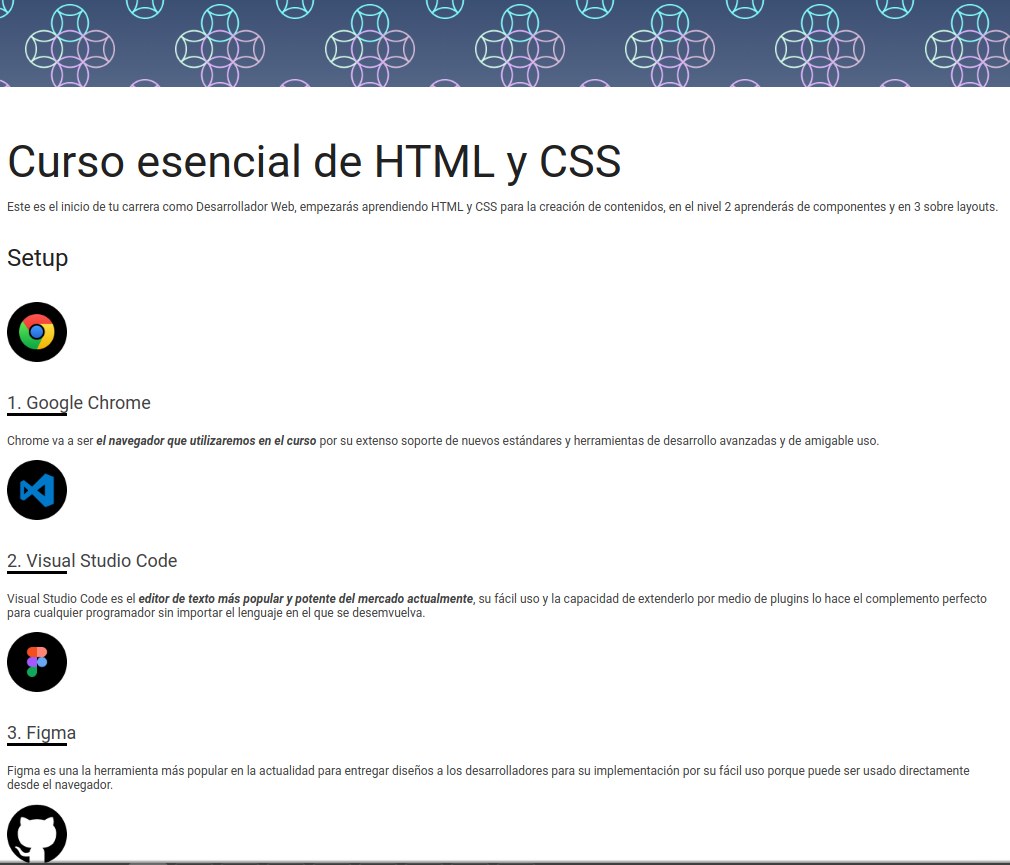 Curso esencial de HTML y CSS
Este es el inicio de tu carrera como Desarrollador Web, empezarás aprendiendo HTML y CSS para la creación de contenidos, en el nivel 2 aprenderás de componentes y en 3 sobre layouts.
Setup
1. Google Chrome
Chrome va a ser el navegador que utilizaremos en el curso por su extenso soporte de nuevos estándares y herramientas de desarrollo avanzadas y de amigable uso.
2. Visual Studio Code
Visual Studio Code es el editor de texto más popular y potente del mercado actualmente, su fácil uso y la capacidad de extenderlo por medio de plugins lo hace el complemento perfecto
para cualquier programador sin importar el lenguaje en el que se desemvuelva.
3. Figma
Figma es una la herramienta más popular en la actualidad para entregar diseños a los desarrolladores para su implementación por su fácil uso porque puede ser usado directamente
desde el navegador.